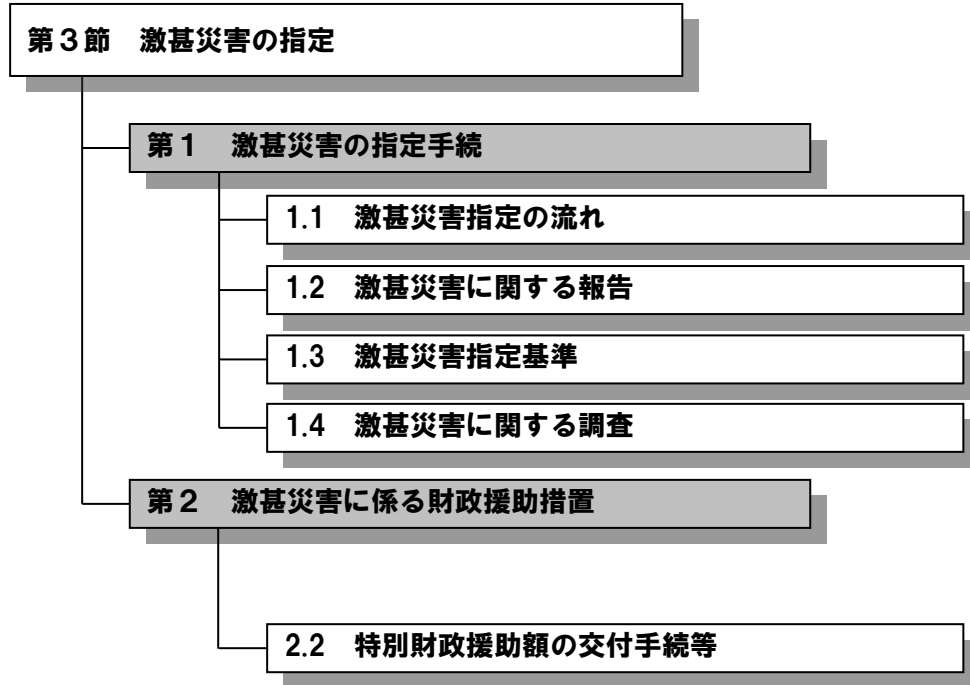 第３節　激甚災害の指定
第１　激甚災害の指定手続
1.1　激甚災害指定の流れ
1.2　激甚災害に関する報告
1.3　激甚災害指定基準
1.4　激甚災害に関する調査
第２　激甚災害に係る財政援助措置
2.2　特別財政援助額の交付手続等